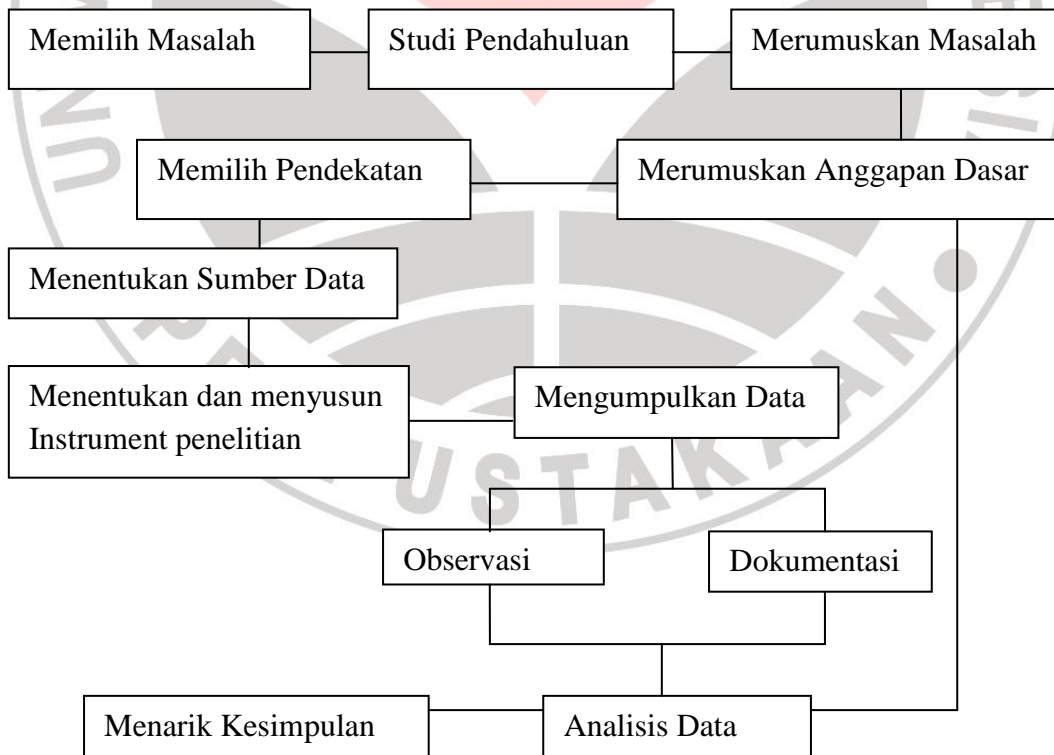 Memilih Masalah
Studi Pendahuluan
Merumuskan Masalah
Memilih Pendekatan
Merumuskan Anggapan Dasar
Menentukan Sumber Data
Menentukan dan menyusun
Instrument penelitian
Mengumpulkan Data
Observasi
Dokumentasi
Menarik Kesimpulan
Analisis Data